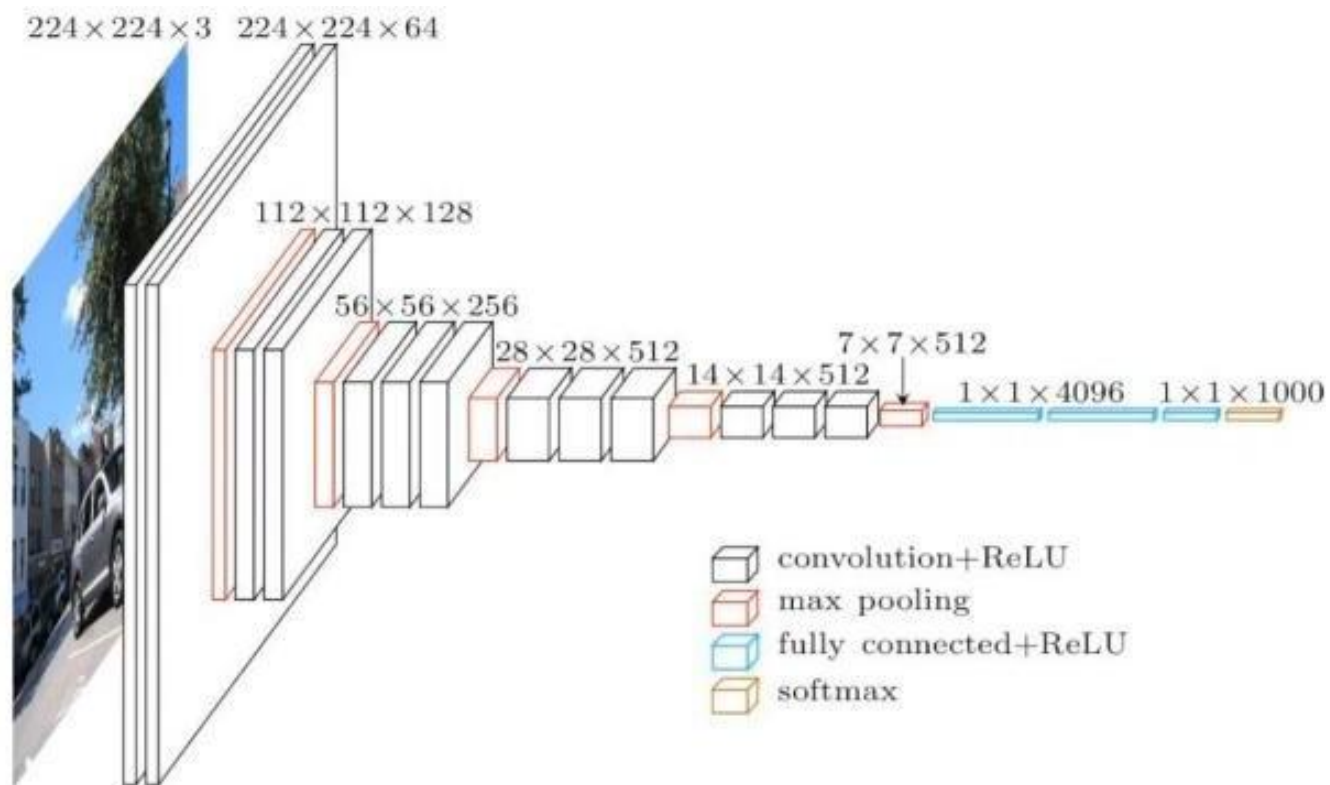 224 × 224 × 3
224 × 224 × 64
112 × 112 × 128
56 × 56 × 256
28 × 28 × 512
14 × 14 × 512
7 × 7 × 512
1 × 1 × 4096
1 × 1 × 1000
convolution+ReLU
max pooling
fully connected+ReLU
softmax